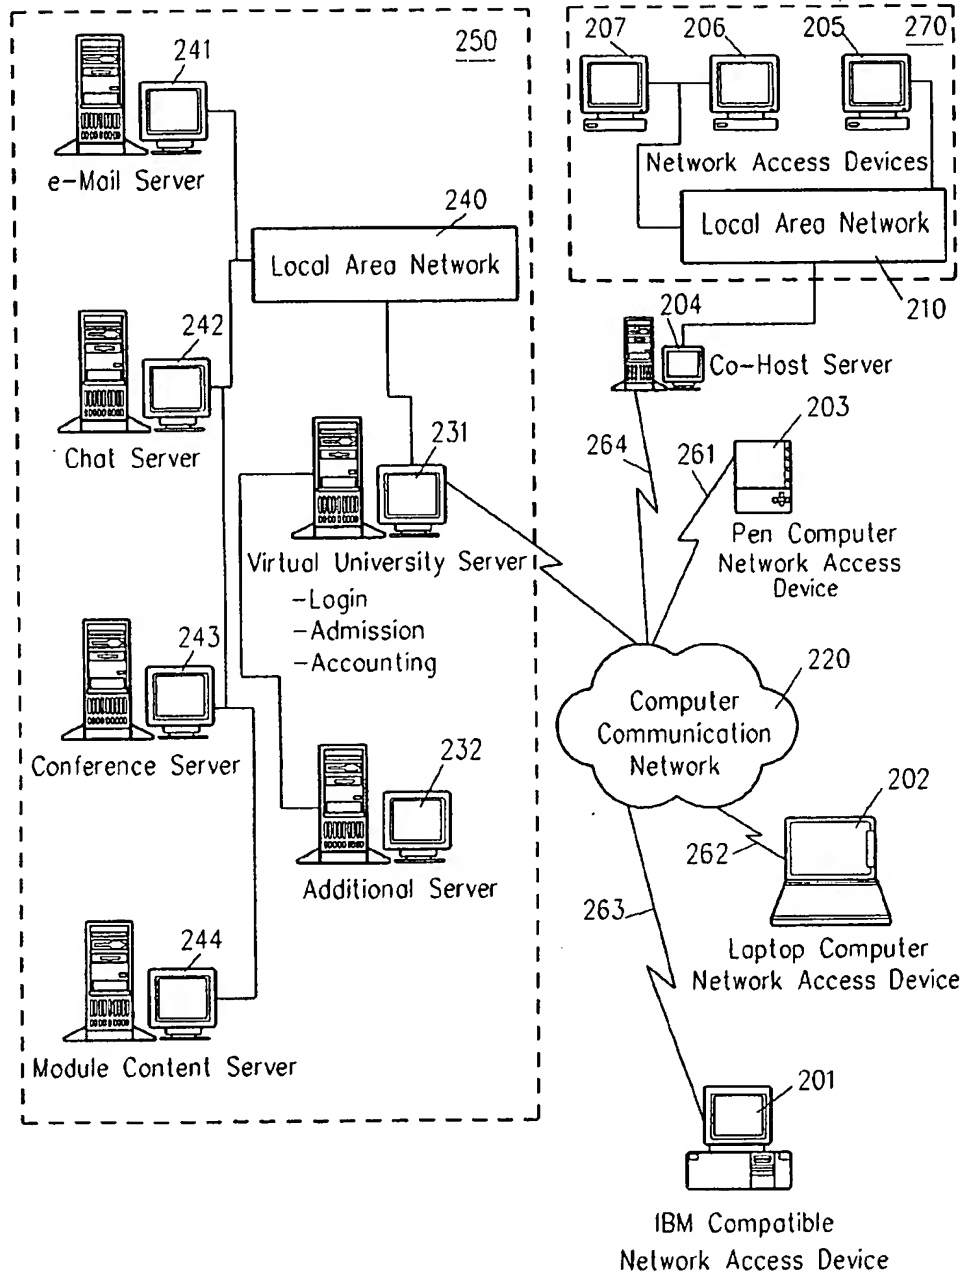 250
241
e-Mail Server
240
Local Area Network
242
Chat Server
231
Virtual University Server
-Login
-Admission
-Accounting
243
Conference Server
232
Additional Server
244
Module Content Server
207
206
205
270
Network Access Devices
Local Area Network
210
204
Co-Host Server
203
264
261
Pen Computer
Network Access
Device
220
Computer
Communication
Network
202
262
263
Laptop Computer
Network Access Device
201
IBM Compatible
Network Access Device